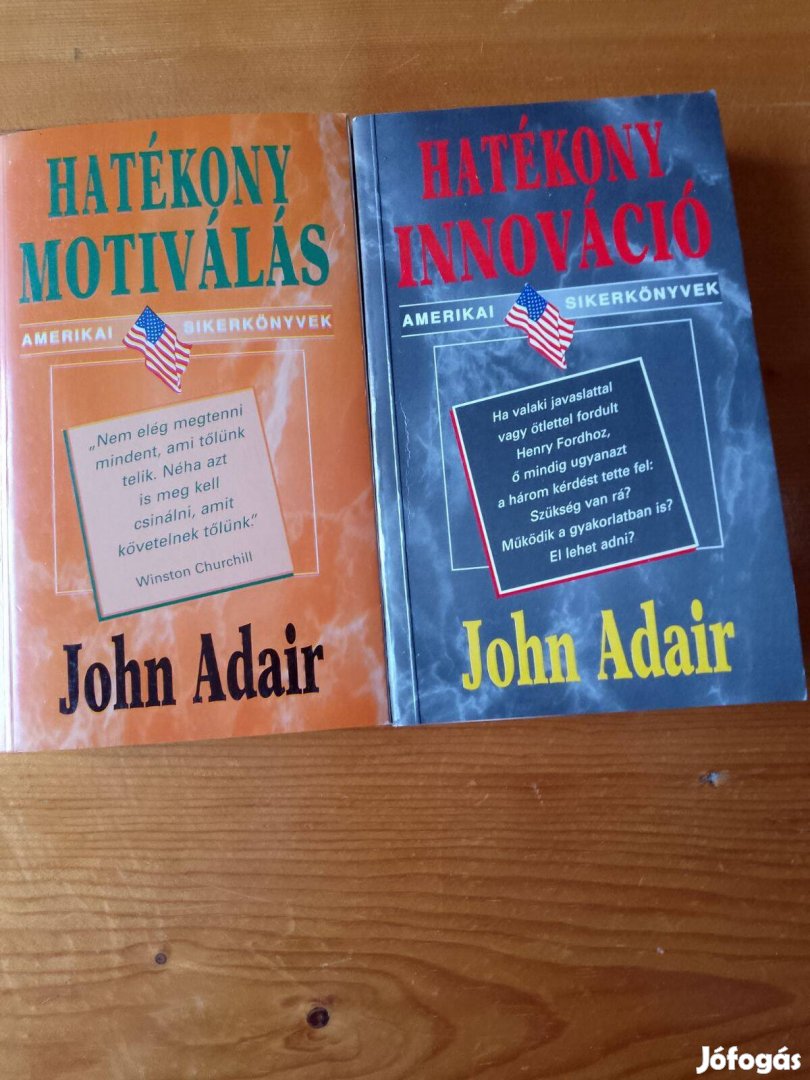 HATÉKONY
MOTIVÁLÁS
AMERIKAI SIKERKÖNYVEK
„Nem elég megtenni
mindent, ami tőlünk
telik. Néha azt
is meg kell
csinálni, amit
követelnek tőlünk."
Winston Churchill
John Adair
HATÉKONY
INNOVÁCIÓ
AMERIKAI SIKERKÖNYVEK
Ha valaki javaslattal
vagy ötlettel fordult
Henry Fordhoz,
ő mindig ugyanazt
a három kérdést tette fel:
Szükség van rá?
Működik a gyakorlatban is?
El lehet adni?
John Adair
Jófogás